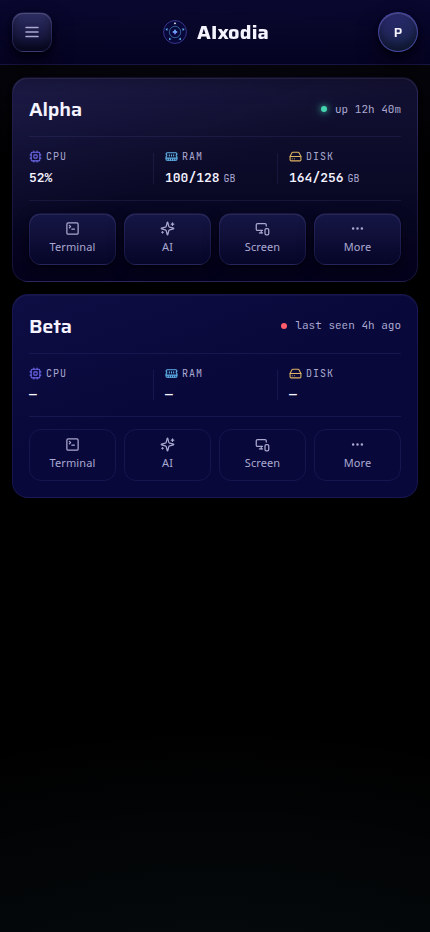 AIxodia
P
Alpha
up 12h 40m
CPU
RAM
DISK
52%
100/128 GB
164/256 GB
Terminal
AI
Screen
More
Beta
last seen 4h ago
CPU
RAM
DISK
—
—
—
Terminal
AI
Screen
More